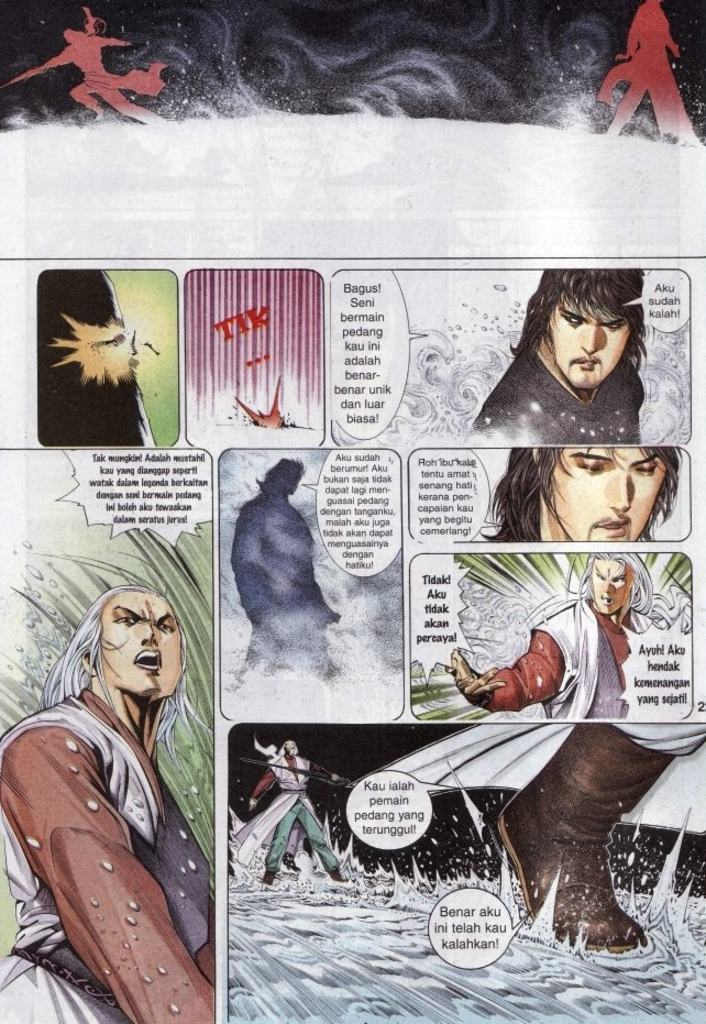 TIK
...
Bagus!
Seni
bermain
pedang
kau ini
adalah
benar-
benar unik
dan luar
biasa!
Aku
sudah
kalah!
Tak mungkin! Adalah mustahil
kau yang dianggap seperti
watak dalam legenda berkaitan
dengan seni bermain pedang
ini boleh aku tewaskan
dalam seratus jurus!
Aku sudah
berumur! Aku
bukan saja tidak
dapat lagi men-
guasai pedang
dengan tanganku,
malah aku juga
tidak akan dapat
menguasainya
dengan
hatiku!
Roh ibu kau
tentu amat
senang hati
kerana pen-
capaian kau
yang begitu
cemerlang!
Tidak!
Aku
tidak
akan
percaya!
Ayuh! Aku
hendak
kemenangan
yang sejati!
Kau ialah
pemain
pedang yang
terunggul!
Benar aku
ini telah kau
kalahkan!